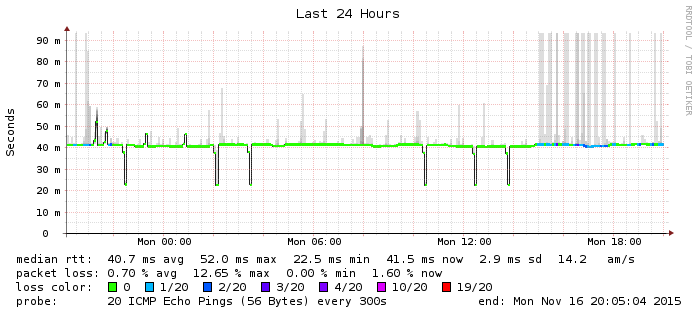 Last 24 Hours
RRDTOOL / TOBI OETIKER
Seconds
90 m
80 m
70 m
60 m
50 m
40 m
30 m
20 m
10 m
0
Mon 00:00 Mon 06:00 Mon 12:00 Mon 18:00
median rtt: 40.7 ms avg 52.0 ms max 22.5 ms min 41.5 ms now 2.9 ms sd 14.2 am/s
packet loss: 0.70 % avg 12.65 % max 0.00 % min 1.60 % now
loss color: 0 1/20 2/20 3/20 4/20 10/20 19/20
probe: 20 ICMP Echo Pings (56 Bytes) every 300s end: Mon Nov 16 20:05:04 2015